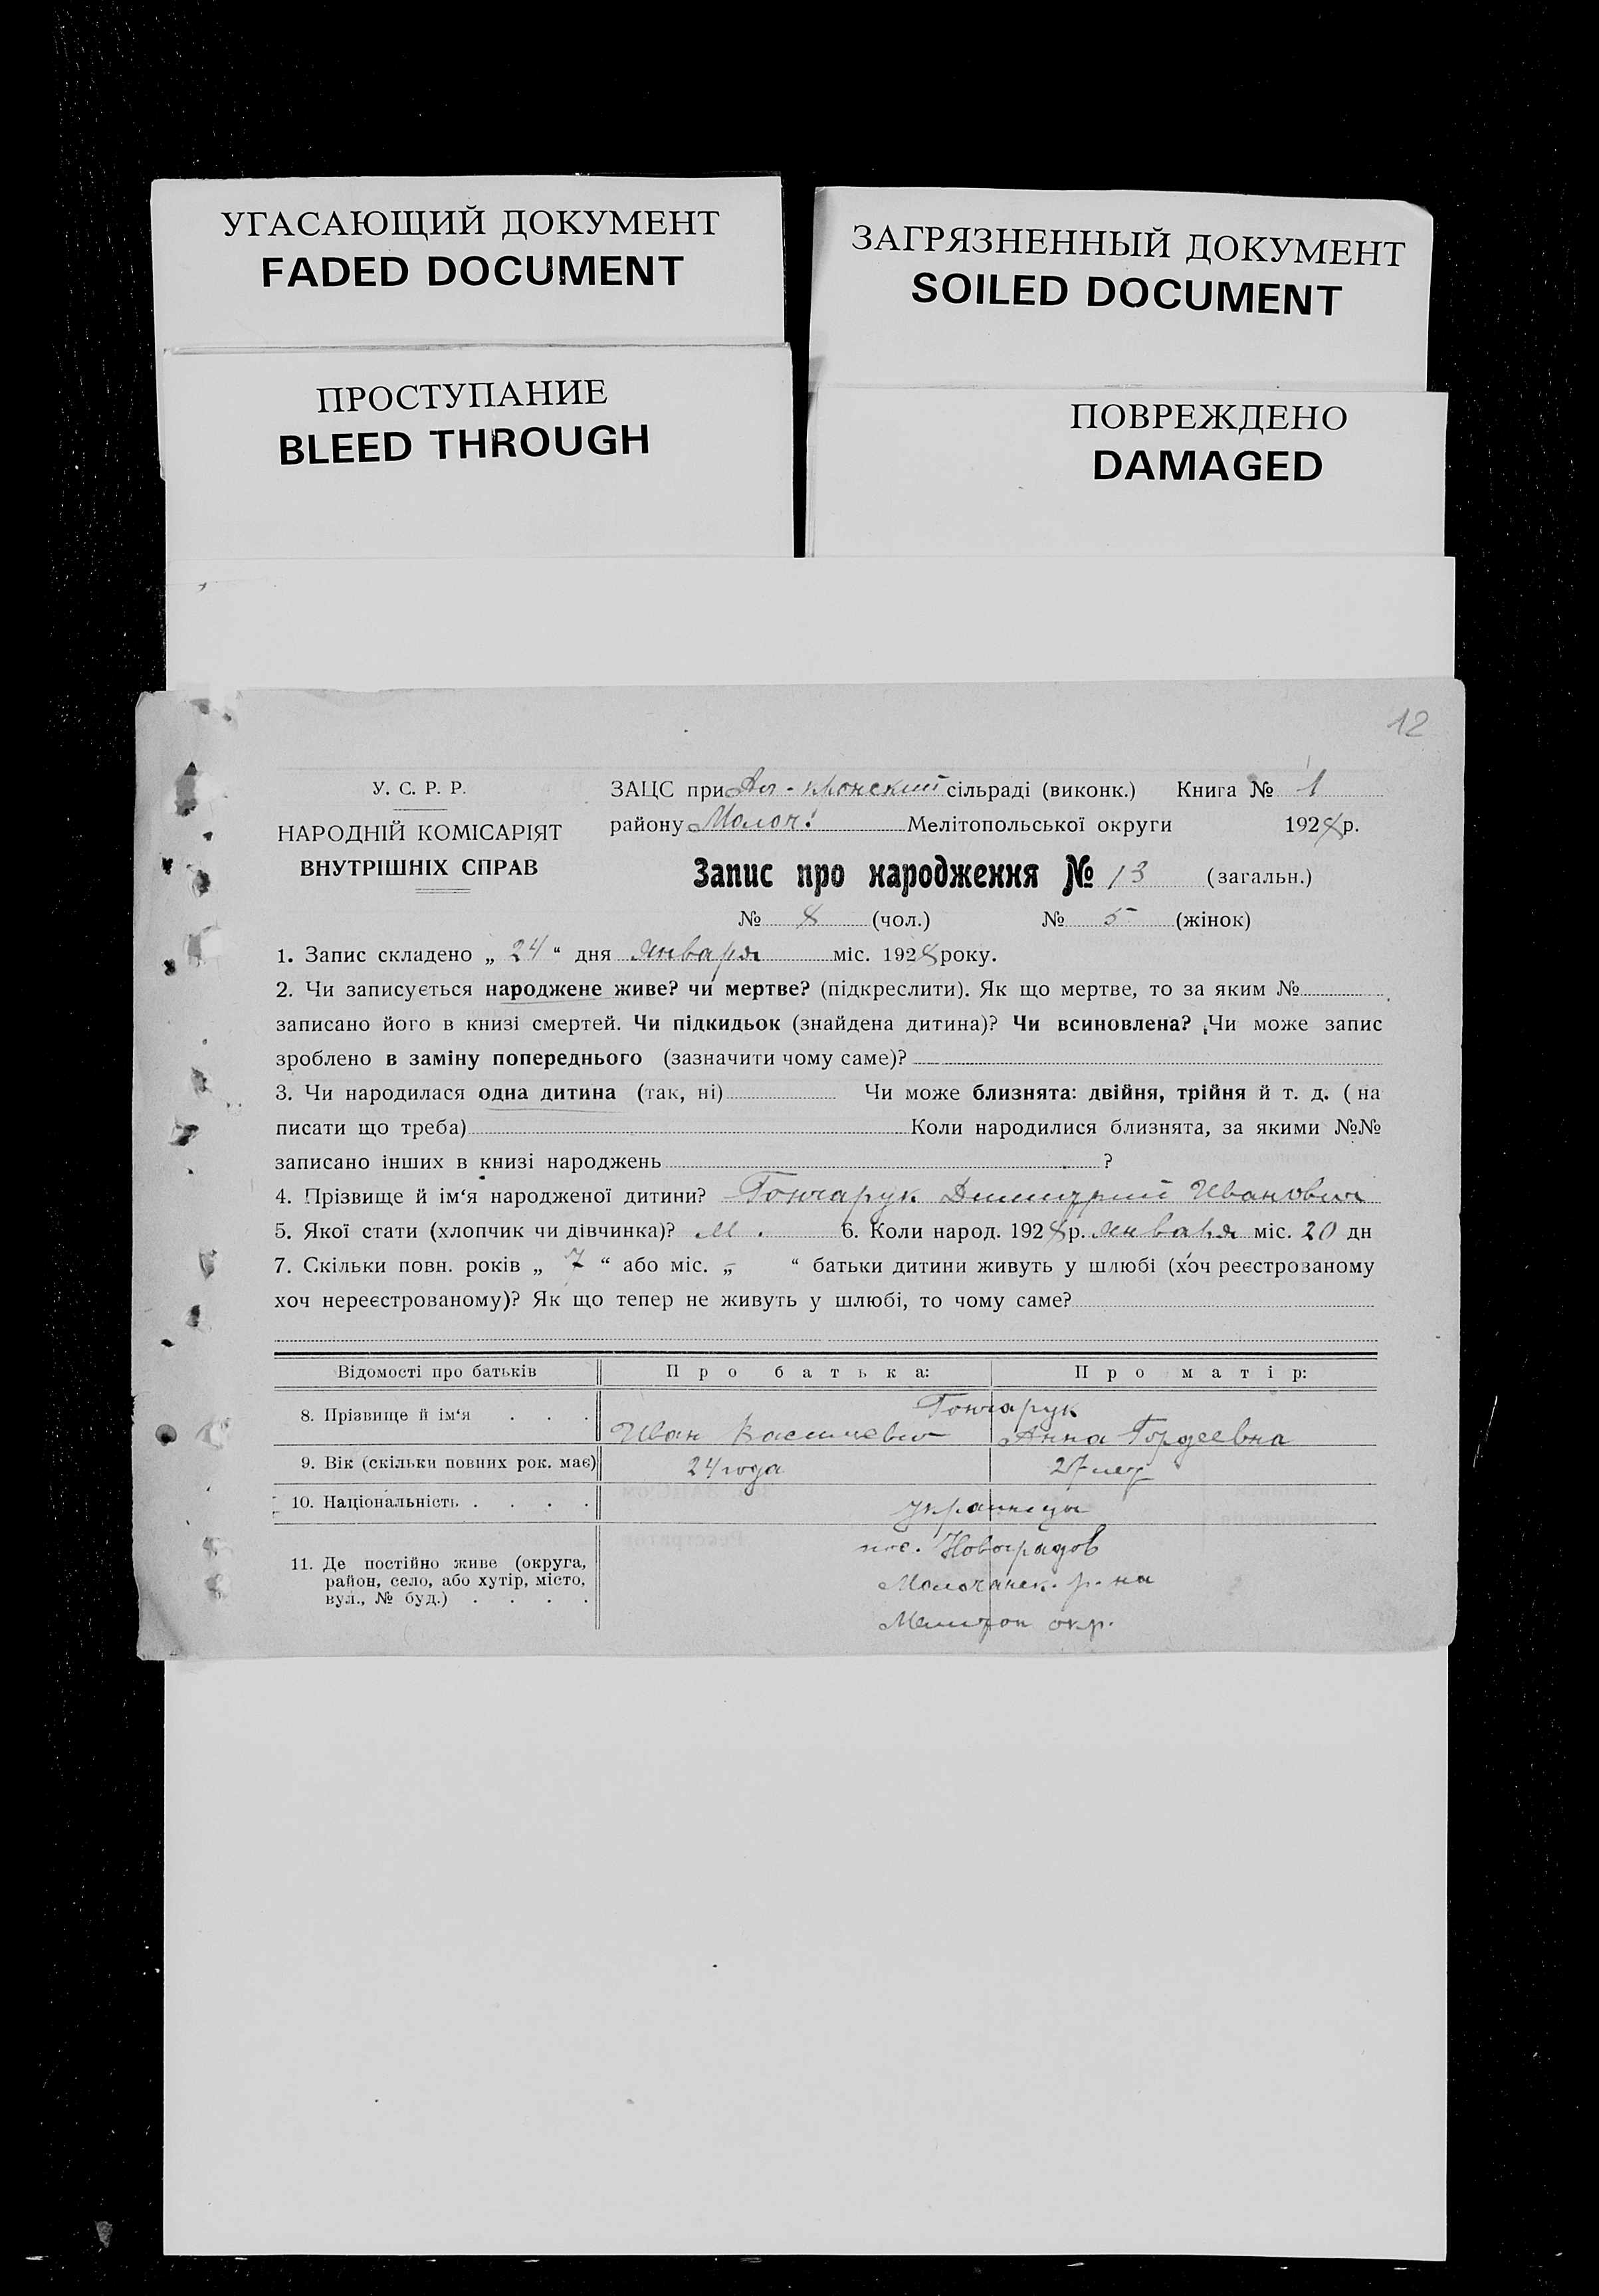 УГАСАЮЩИЙ ДОКУМЕНТ
FADED DOCUMENT
ЗАГРЯЗНЕННЫЙ ДОКУМЕНТ
SOILED DOCUMENT
ПРОСТУПАНИЕ
BLEED THROUGH
ПОВРЕЖДЕНО
DAMAGED
12
У. С. Р. Р.
НАРОДНІЙ КОМІСАРІЯТ
ВНУТРІШНІХ СПРАВ
ЗАЦС при сільраді (виконк.) Книга № 1
району Молоч. Мелітопольської округи 1928 р.
Запис про народження № 13 (загальн.)
№ 8 (чол.) № 5 (жінок)
1. Запис складено „ 24 “ дня января міс. 1928 року.
2. Чи записується народжене живе? чи мертве? (підкреслити). Як що мертве, то за яким №
записано його в книзі смертей. Чи підкидьок (знайдена дитина)? Чи всиновлена? Чи може запис
зроблено в заміну попереднього (зазначити чому саме)?
3. Чи народилася одна дитина (так, ні) Чи може близнята: двійня, трійня й т. д. ( на
писати що треба) Коли народилися близнята, за якими №№
записано інших в книзі народжень ?
4. Прізвище й ім‘я народженої дитини? Гончарук Димитрий Иванович
5. Якої стати (хлопчик чи дівчинка)? М. 6. Коли народ. 1928 р. января міс. 20 дн
7. Скільки повн. років „ 7 “ або міс. „ “ батьки дитини живуть у шлюбі (хоч реєстрованому
хоч нереєстрованому)? Як що тепер не живуть у шлюбі, то чому саме?
Відомості про батьків Про батька: Про матір:
Гончарук
8. Прізвище й ім‘я . . . Иван Васильевич Анна Гордеевна
9. Вік (скільки повних рок. має) 24 года 27 лет
10. Національність . . . . украинцы
пос. Новоградов
11. Де постійно живе (округа,
район, село, або хутір, місто, Молочанск. р-на
вул., № буд.) . . . .
Мелитоп окр.